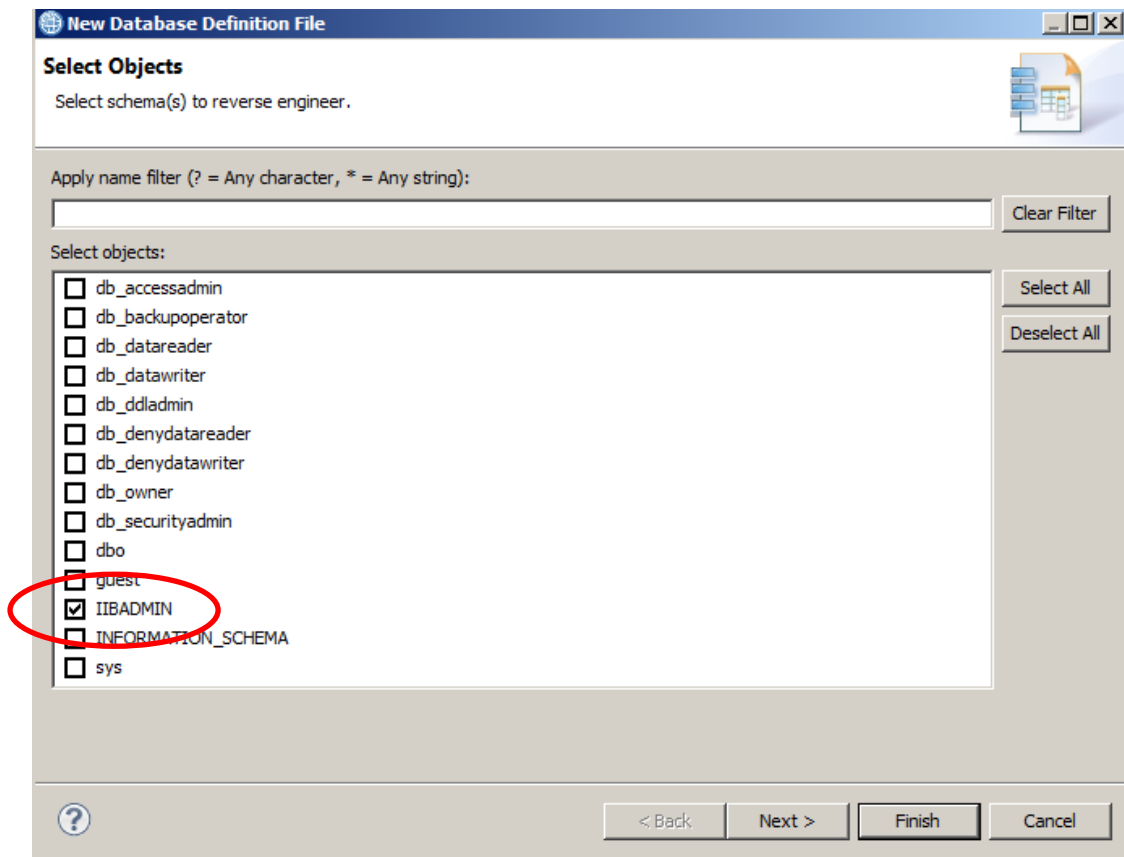 New Database Definition File
Select Objects
Select schema(s) to reverse engineer.
Apply name filter (? = Any character, * = Any string):
Clear Filter
Select objects:
db_accessadmin
Select All
db_backupoperator
Deselect All
db_datareader
db_datawriter
db_ddladmin
db_denydatareader
db_denydatawriter
db_owner
db_securityadmin
dbo
guest
IIBADMIN
INFORMATION_SCHEMA
sys
? < Back Next > Finish Cancel